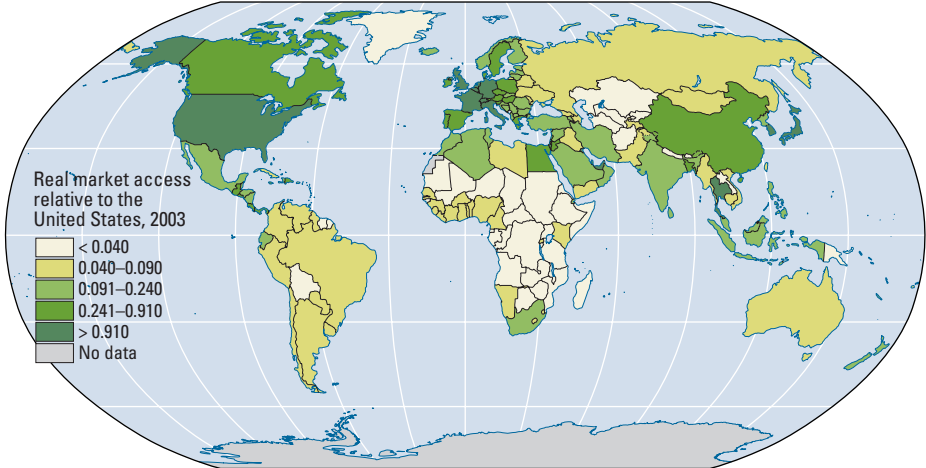 Real market access
relative to the
United States, 2003
< 0.040
0.040–0.090
0.091–0.240
0.241–0.910
> 0.910
No data